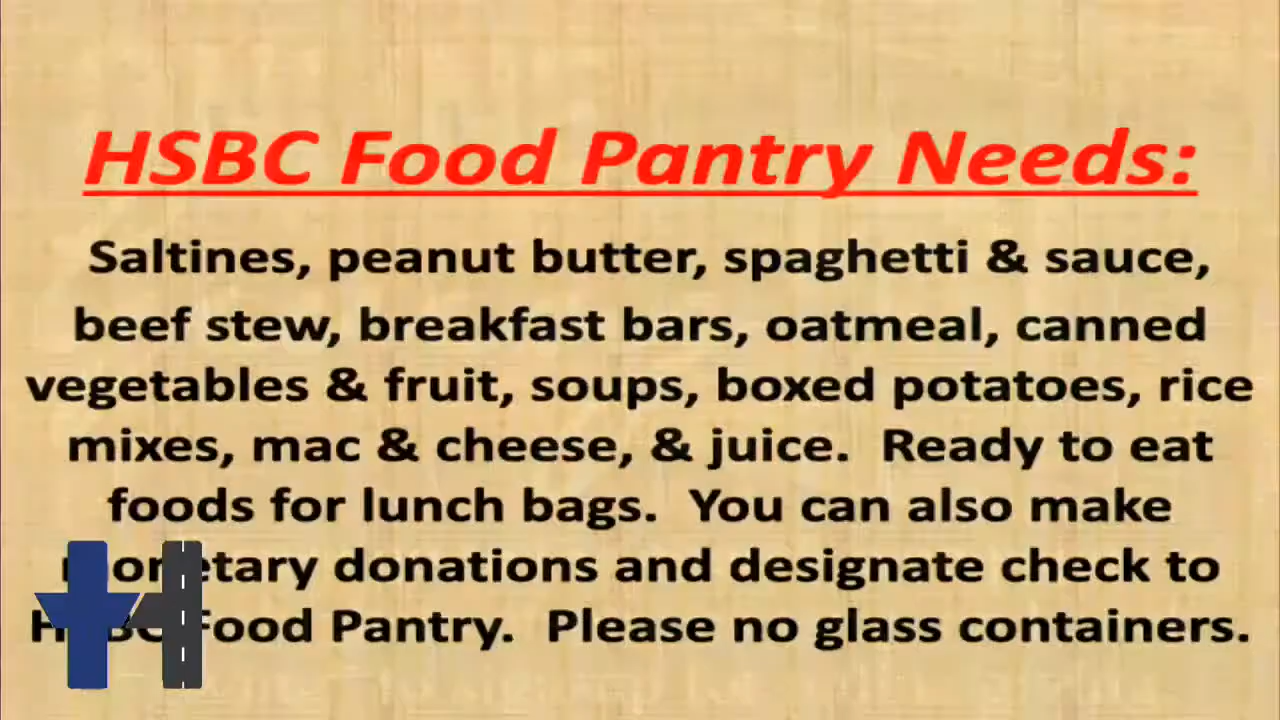 HSBC Food Pantry Needs:
Saltines, peanut butter, spaghetti & sauce,
beef stew, breakfast bars, oatmeal, canned
vegetables & fruit, soups, boxed potatoes, rice
mixes, mac & cheese, & juice. Ready to eat
foods for lunch bags. You can also make
monetary donations and designate check to
HSBC Food Pantry. Please no glass containers.